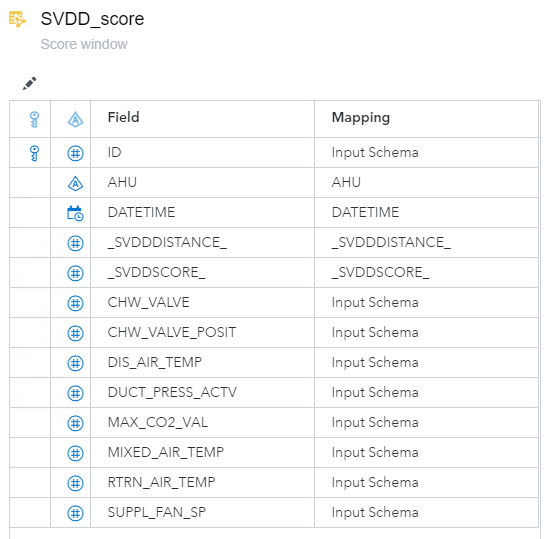 SVDD_score
Score window
Field Mapping
ID Input Schema
AHU AHU
DATETIME DATETIME
_SVDDDISTANCE_ _SVDDDISTANCE_
_SVDDSCORE_ _SVDDSCORE_
CHW_VALVE Input Schema
CHW_VALVE_POSIT Input Schema
DIS_AIR_TEMP Input Schema
DUCT_PRESS_ACTV Input Schema
MAX_CO2_VAL Input Schema
MIXED_AIR_TEMP Input Schema
RTRN_AIR_TEMP Input Schema
SUPPL_FAN_SP Input Schema